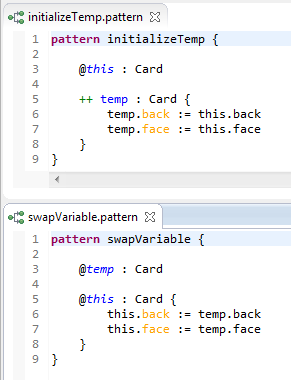 initializeTemp.pattern
1 pattern initializeTemp {
2
3 @this : Card
4
5 ++ temp : Card {
6 temp.back := this.back
7 temp.face := this.face
8 }
9 }
swapVariable.pattern
1 pattern swapVariable {
2
3 @temp : Card
4
5 @this : Card {
6 this.back := temp.back
7 this.face := temp.face
8 }
9 }